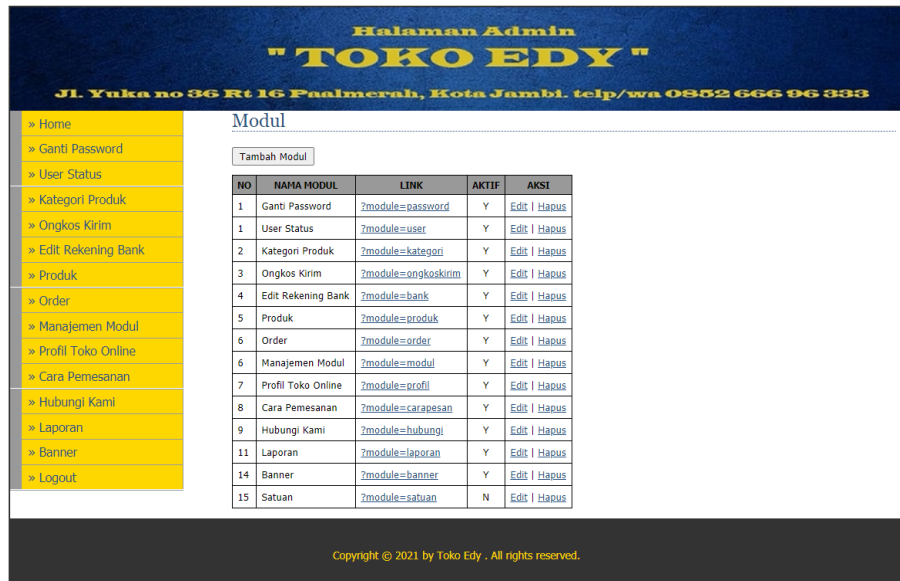 Halaman Admin
" TOKO EDY "
Jl. Yuka no 36 Rt 16 Paalmerah, Kota Jambi. telp/wa 0852 666 96 333
» Home
» Ganti Password
» User Status
» Kategori Produk
» Ongkos Kirim
» Edit Rekening Bank
» Produk
» Order
» Manajemen Modul
» Profil Toko Online
» Cara Pemesanan
» Hubungi Kami
» Laporan
» Banner
» Logout
Modul
Tambah Modul
NO NAMA MODUL LINK AKTIF AKSI
1 Ganti Password ?module=password Y Edit | Hapus
1 User Status ?module=user Y Edit | Hapus
2 Kategori Produk ?module=kategori Y Edit | Hapus
3 Ongkos Kirim ?module=ongkoskirim Y Edit | Hapus
4 Edit Rekening Bank ?module=bank Y Edit | Hapus
5 Produk ?module=produk Y Edit | Hapus
6 Order ?module=order Y Edit | Hapus
6 Manajemen Modul ?module=modul Y Edit | Hapus
7 Profil Toko Online ?module=profil Y Edit | Hapus
8 Cara Pemesanan ?module=carapesan Y Edit | Hapus
9 Hubungi Kami ?module=hubungi Y Edit | Hapus
11 Laporan ?module=laporan Y Edit | Hapus
14 Banner ?module=banner Y Edit | Hapus
15 Satuan ?module=satuan N Edit | Hapus
Copyright © 2021 by Toko Edy . All rights reserved.